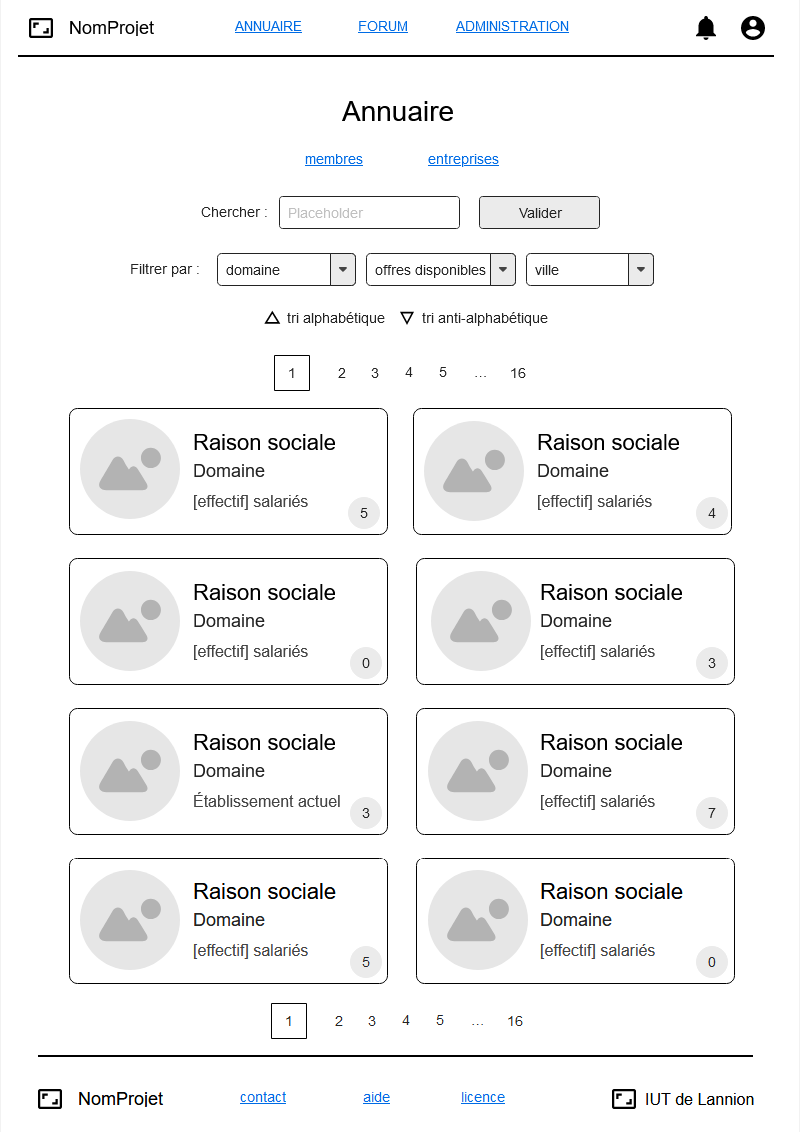 NomProjet ANNUAIRE FORUM ADMINISTRATION
Annuaire
membres entreprises
Chercher : Placeholder Valider
Filtrer par : domaine offres disponibles ville
tri alphabétique tri anti-alphabétique
1 2 3 4 5 ... 16
Raison sociale
Domaine
[effectif] salariés
5
Raison sociale
Domaine
[effectif] salariés
4
Raison sociale
Domaine
[effectif] salariés
0
Raison sociale
Domaine
[effectif] salariés
3
Raison sociale
Domaine
Établissement actuel
3
Raison sociale
Domaine
[effectif] salariés
7
Raison sociale
Domaine
[effectif] salariés
5
Raison sociale
Domaine
[effectif] salariés
0
1 2 3 4 5 ... 16
NomProjet contact aide licence IUT de Lannion